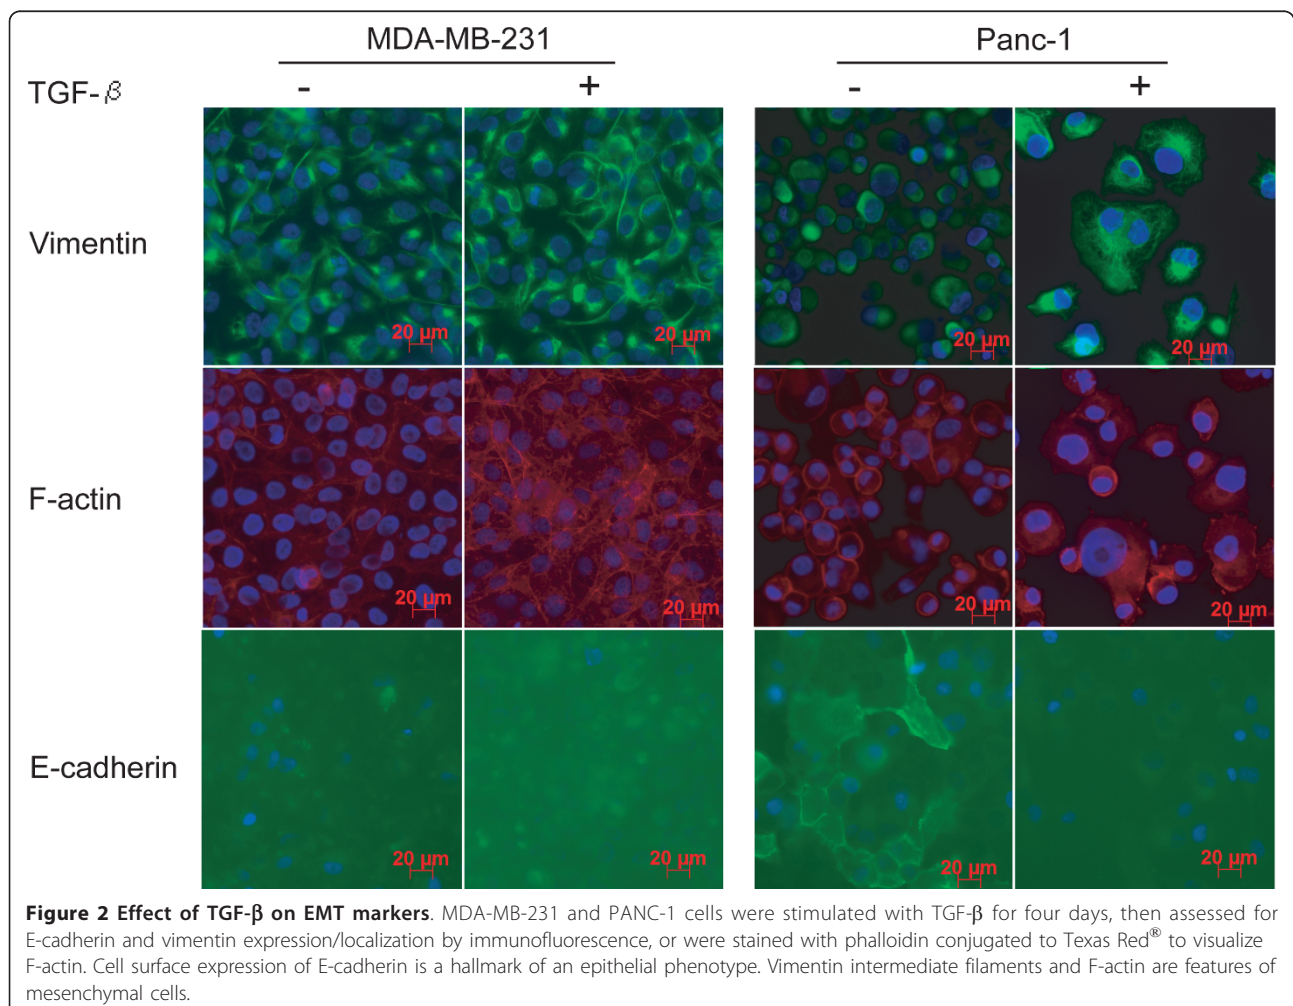 MDA-MB-231 Panc-1
TGF-β - + - +
Vimentin
20 µm 20 µm 20 µm 20 µm
F-actin
20 µm 20 µm 20 µm 20 µm
E-cadherin
20 µm 20 µm 20 µm 20 µm
Figure 2 Effect of TGF-β on EMT markers. MDA-MB-231 and PANC-1 cells were stimulated with TGF-β for four days, then assessed for
E-cadherin and vimentin expression/localization by immunofluorescence, or were stained with phalloidin conjugated to Texas Red® to visualize
F-actin. Cell surface expression of E-cadherin is a hallmark of an epithelial phenotype. Vimentin intermediate filaments and F-actin are features of
mesenchymal cells.